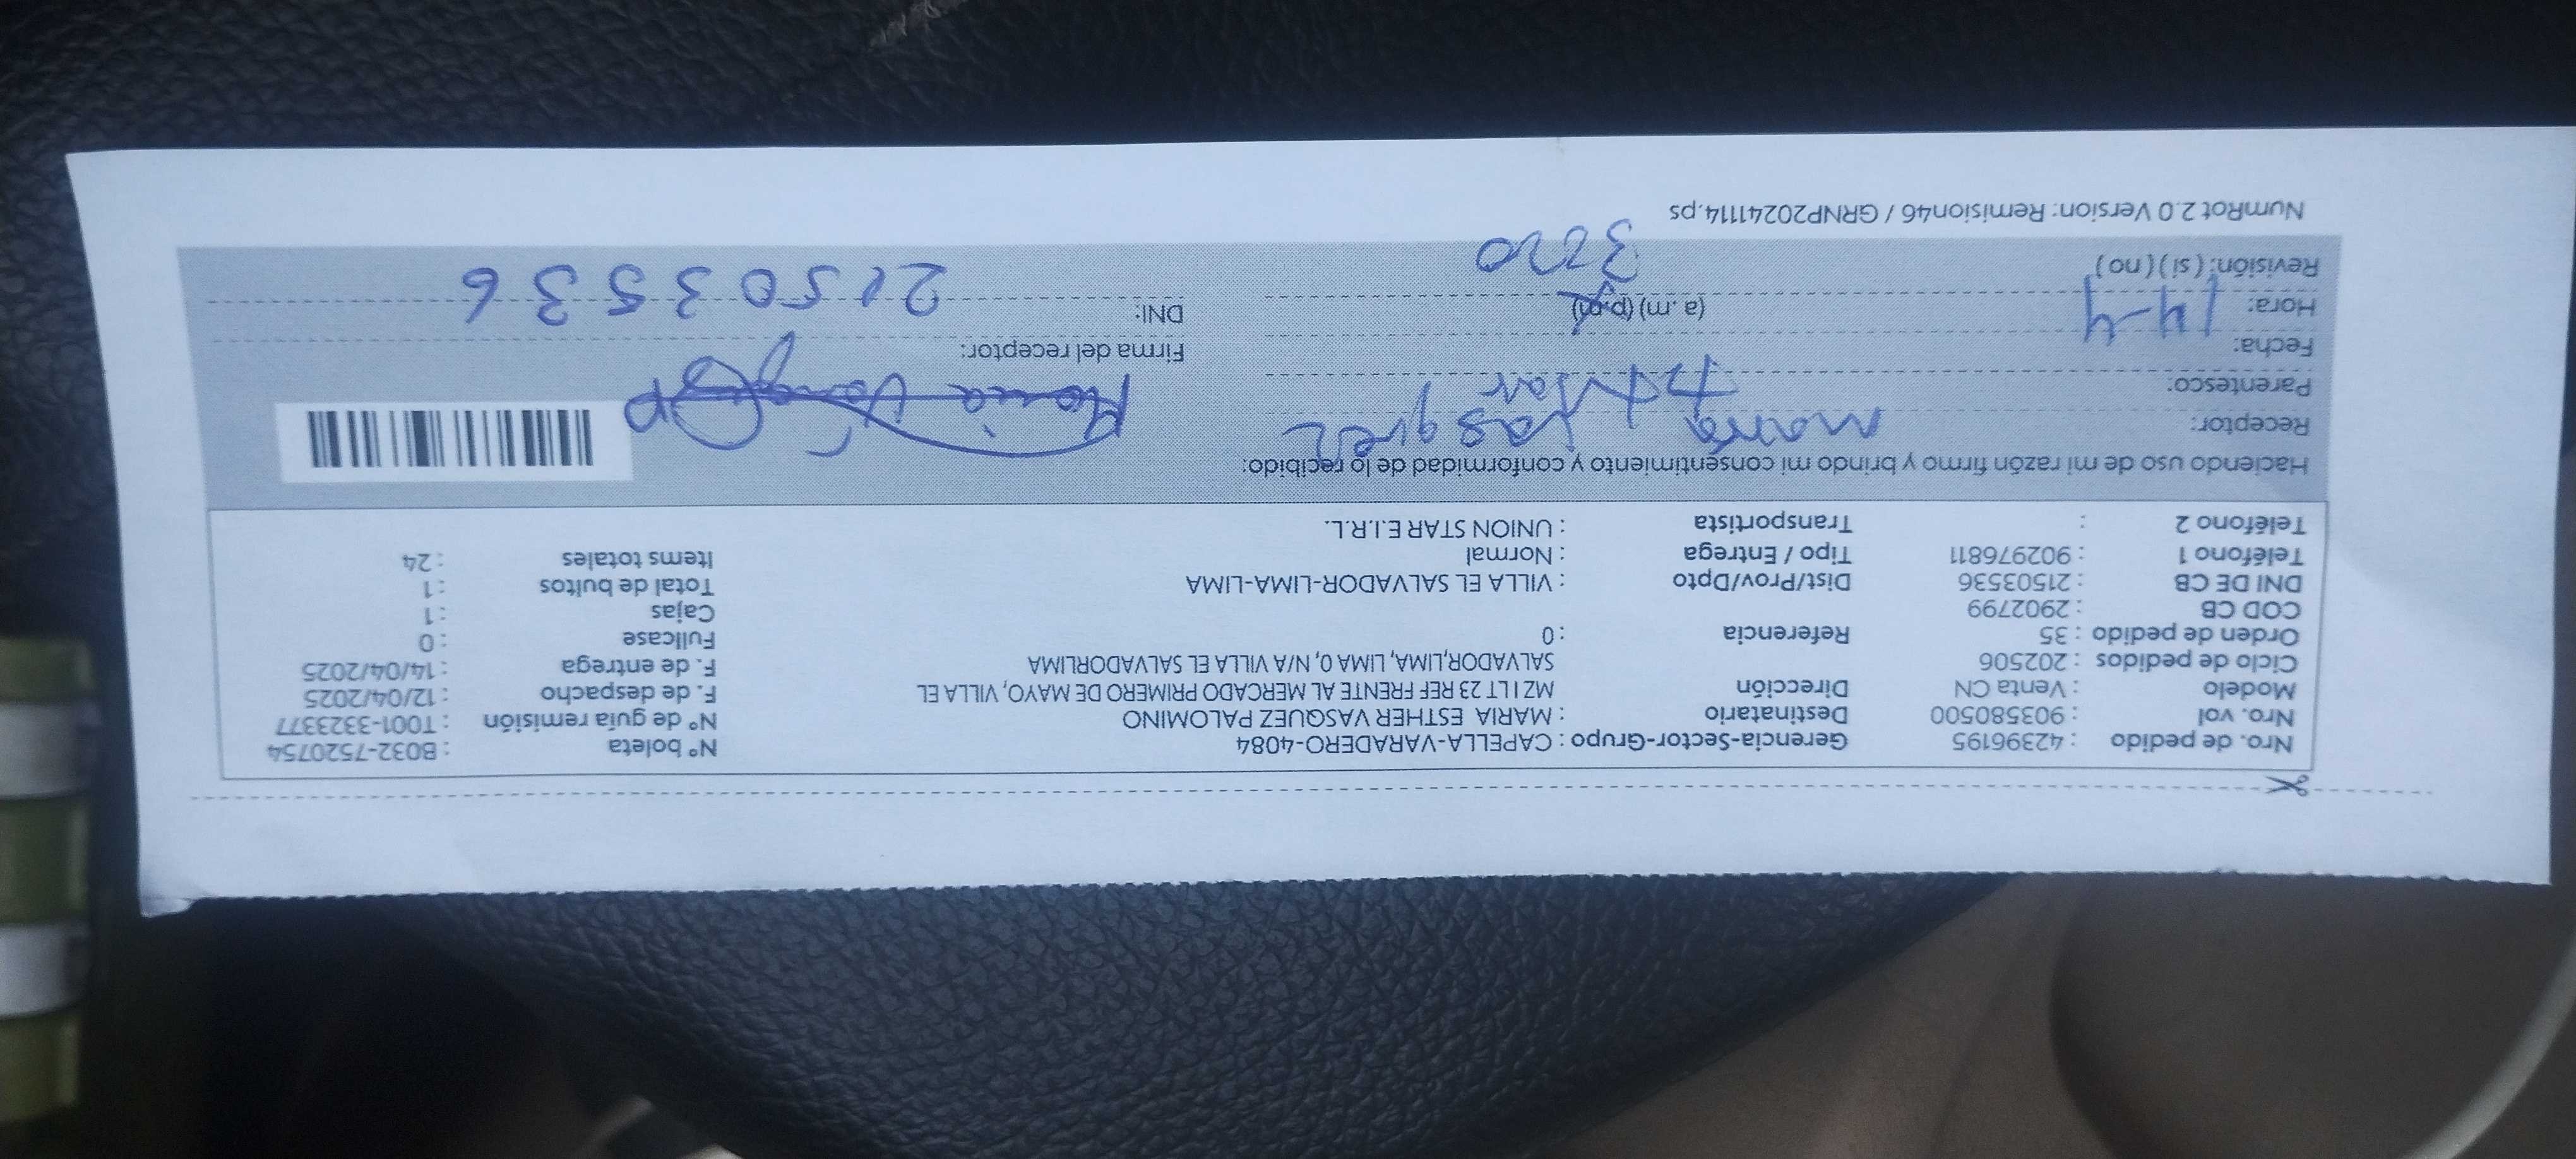 Nro. de pedido : 42396195 Gerencia-Sector-Grupo : CAPELLA-VARADERO-4084 N° boleta : B032-7520754
Nro. vol : 903580500 Destinatario : MARIA ESTHER VASQUEZ PALOMINO N° de guía remisión : T001-3323377
Modelo : Venta CN Dirección MZ I LT 23 REF FRENTE AL MERCADO PRIMERO DE MAYO, VILLA EL F. de despacho : 12/04/2025
Ciclo de pedidos : 202506 SALVADOR,LIMA, LIMA 0, N/A VILLA EL SALVADORLIMA F. de entrega : 14/04/2025
Orden de pedido : 35 Referencia : 0 Fullcase : 0
COD CB : 2902799 Cajas : 1
DNI DE CB : 21503536 Dist/Prov/Dpto : VILLA EL SALVADOR-LIMA-LIMA Total de bultos : 1
Teléfono 1 : 902976811 Tipo / Entrega : Normal Items totales : 24
Teléfono 2 : Transportista : UNION STAR E.I.R.L.
Haciendo uso de mi razón firmo y brindo mi consentimiento y conformidad de lo recibido:
Receptor: maría Vasquez
Parentesco: titular
Fecha: 14-4 Firma del receptor: Maria
Hora: (a.m) (p.m) DNI: 21503536
Revisión: (si) (no)
NumRot 2.0 Version: Remision46 / GRNP20241114.ps